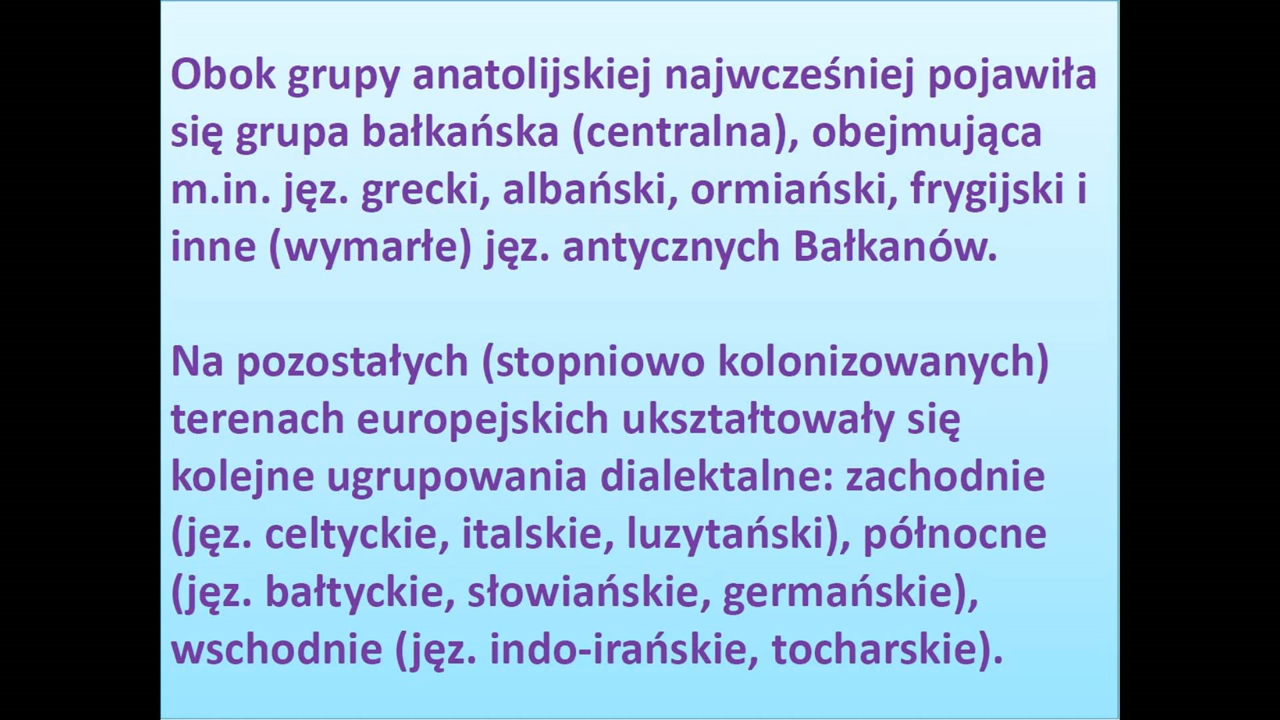 Obok grupy anatolijskiej najwcześniej pojawiła
się grupa bałkańska (centralna), obejmująca
m.in. jęz. grecki, albański, ormiański, frygijski i
inne (wymarłe) jęz. antycznych Bałkanów.
Na pozostałych (stopniowo kolonizowanych)
terenach europejskich ukształtowały się
kolejne ugrupowania dialektalne: zachodnie
(jęz. celtyckie, italskie, luzytański), północne
(jęz. bałtyckie, słowiańskie, germańskie),
wschodnie (jęz. indo-irańskie, tocharskie).